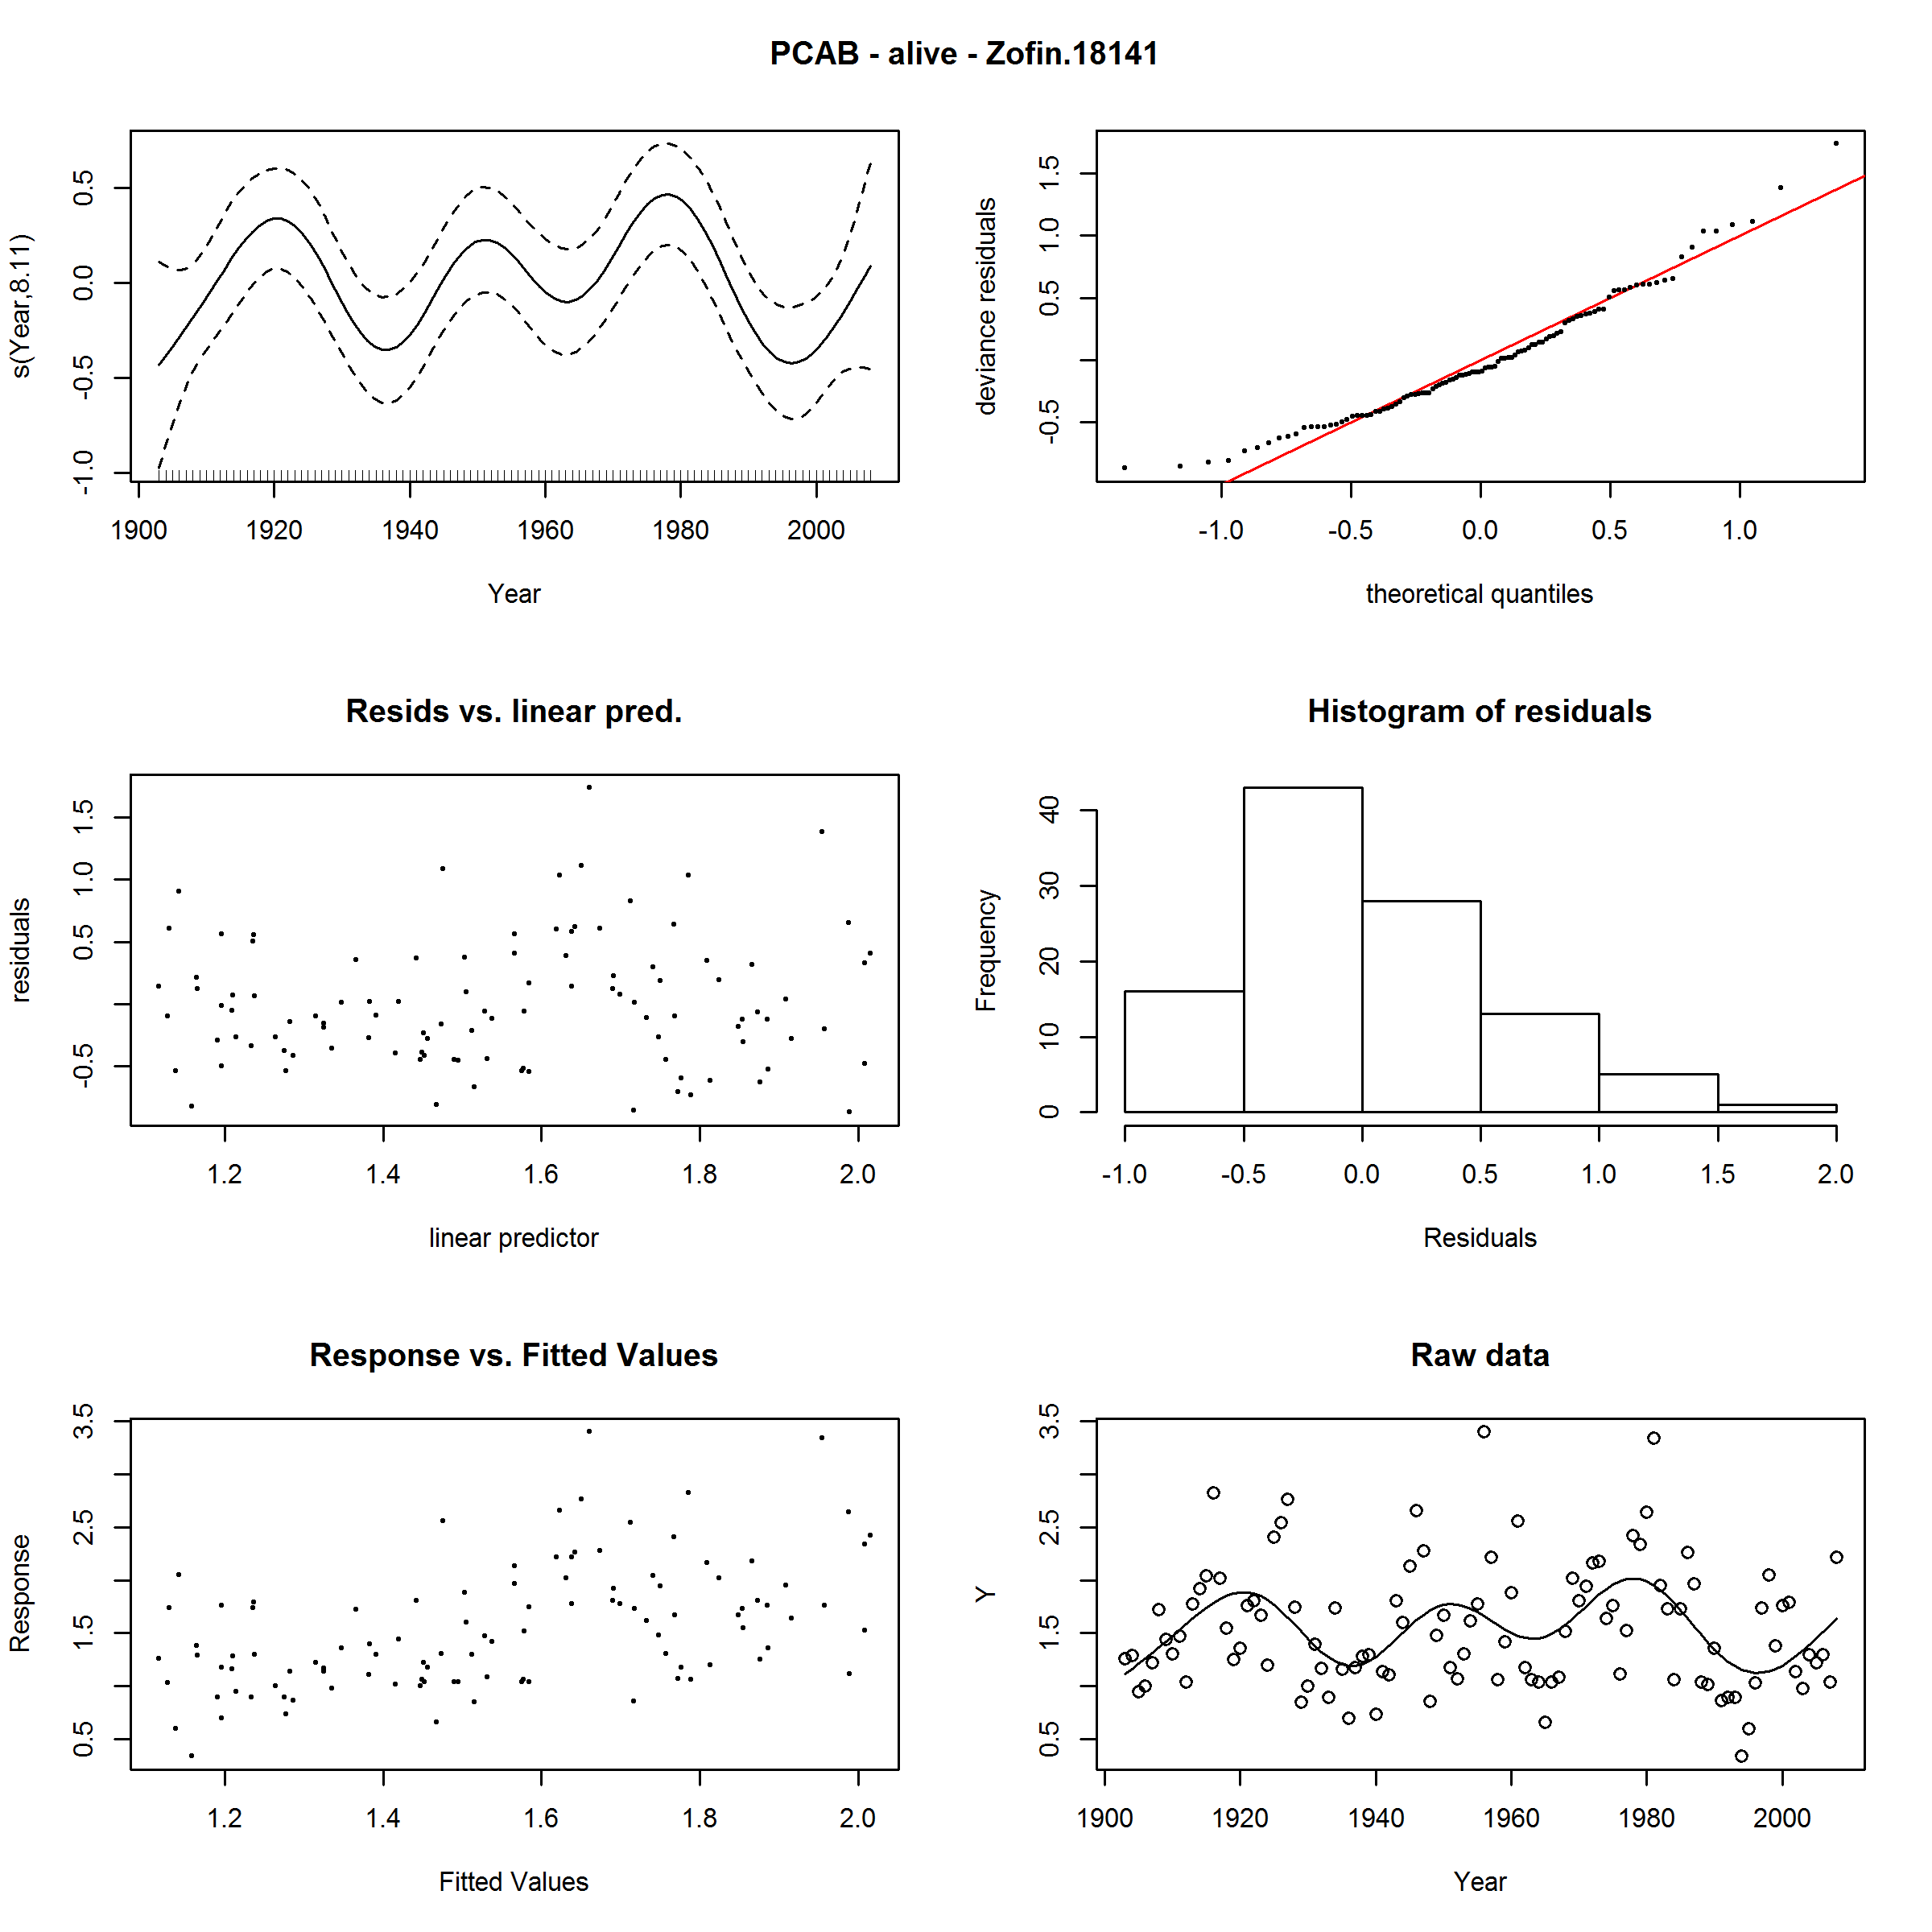 PCAB - alive - Zofin.18141
s(Year,8.11)
-1.0 -0.5 0.0 0.5
1900 1920 1940 1960 1980 2000
Year
deviance residuals
-0.5 0.5 1.0 1.5
-1.0 -0.5 0.0 0.5 1.0
theoretical quantiles
Resids vs. linear pred.
residuals
-0.5 0.5 1.0 1.5
1.2 1.4 1.6 1.8 2.0
linear predictor
Histogram of residuals
Frequency
0 10 20 30 40
-1.0 -0.5 0.0 0.5 1.0 1.5 2.0
Residuals
Response vs. Fitted Values
Response
0.5 1.5 2.5 3.5
1.2 1.4 1.6 1.8 2.0
Fitted Values
Raw data
Y
0.5 1.5 2.5 3.5
1900 1920 1940 1960 1980 2000
Year